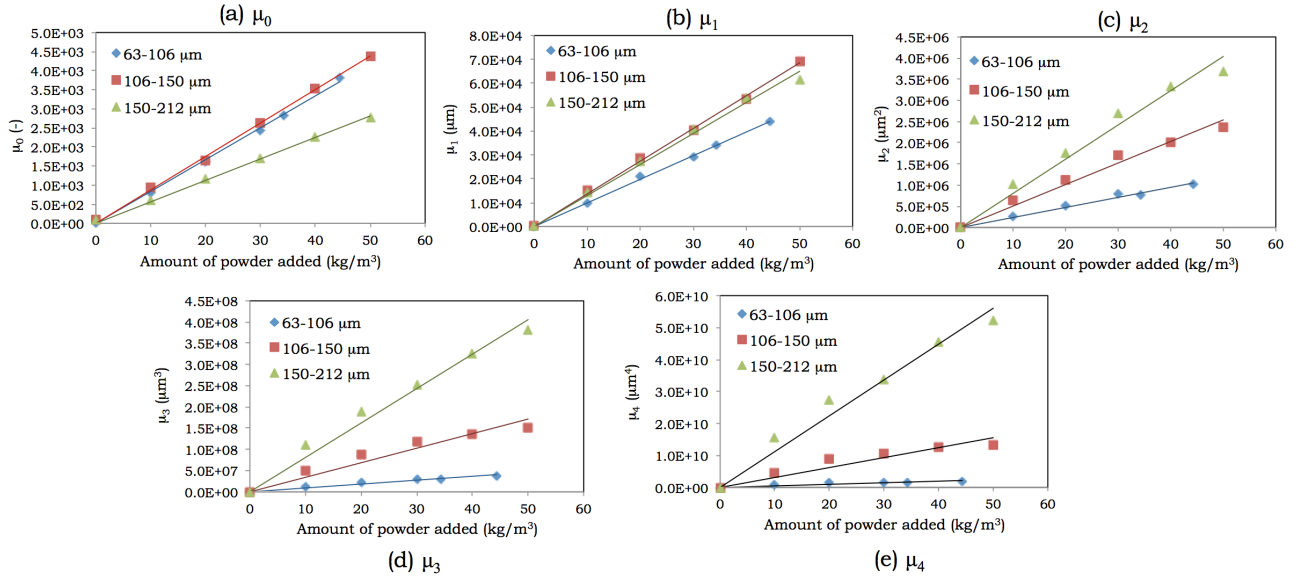 (a) μ0
5.0E+03
4.5E+03
4.0E+03
3.5E+03
3.0E+03
2.5E+03
2.0E+03
1.5E+03
1.0E+03
5.0E+02
0.0E+00
μ0 (-)
63-106 μm
106-150 μm
150-212 μm
0 10 20 30 40 50 60
Amount of powder added (kg/m³)
(b) μ1
8.0E+04
7.0E+04
6.0E+04
5.0E+04
4.0E+04
3.0E+04
2.0E+04
1.0E+04
0.0E+00
μ1 (μm)
63-106 μm
106-150 μm
150-212 μm
0 10 20 30 40 50 60
Amount of powder added (kg/m³)
(c) μ2
4.5E+06
4.0E+06
3.5E+06
3.0E+06
2.5E+06
2.0E+06
1.5E+06
1.0E+06
5.0E+05
0.0E+00
μ2 (μm²)
63-106 μm
106-150 μm
150-212 μm
0 10 20 30 40 50 60
Amount of powder added (kg/m³)
4.5E+08
4.0E+08
3.5E+08
3.0E+08
2.5E+08
2.0E+08
1.5E+08
1.0E+08
5.0E+07
0.0E+00
μ3 (μm³)
63-106 μm
106-150 μm
150-212 μm
0 10 20 30 40 50 60
Amount of powder added (kg/m³)
(d) μ3
6.0E+10
5.0E+10
4.0E+10
3.0E+10
2.0E+10
1.0E+10
0.0E+00
μ4 (μm⁴)
63-106 μm
106-150 μm
150-212 μm
0 10 20 30 40 50 60
Amount of powder added (kg/m³)
(e) μ4